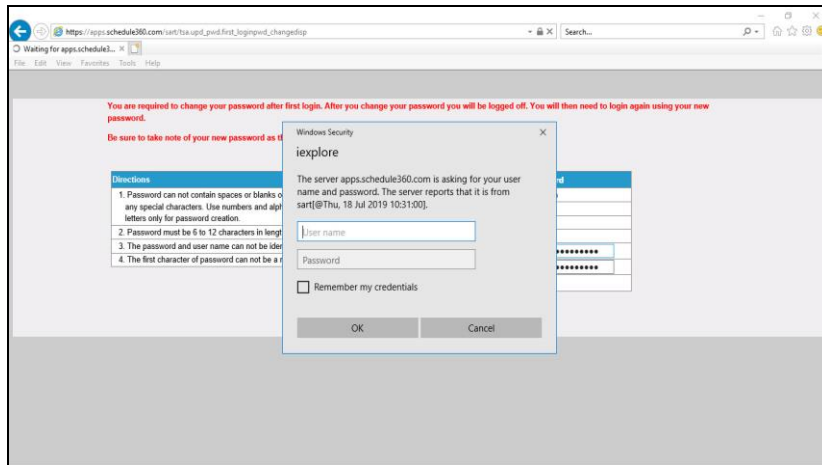 https://apps.schedule360.com/sart/tsa.upd_pwd.first_loginpwd_changedisp
Search...
Waiting for apps.schedule3...
File Edit View Favorites Tools Help
You are required to change your password after first login. After you change your password you will be logged off. You will then need to login again using your new
password.
Be sure to take note of your new password as
Windows Security
iexplore
The server apps.schedule360.com is asking for your user
name and password. The server reports that it is from
sart[@Thu, 18 Jul 2019 10:31:00].
User name
Password
Remember my credentials
OK
Cancel
Directions
1. Password can not contain spaces or blanks
any special characters. Use numbers and
letters only for password creation.
2. Password must be 6 to 12 characters in
3. The password and user name can not be
4. The first character of password can not be a